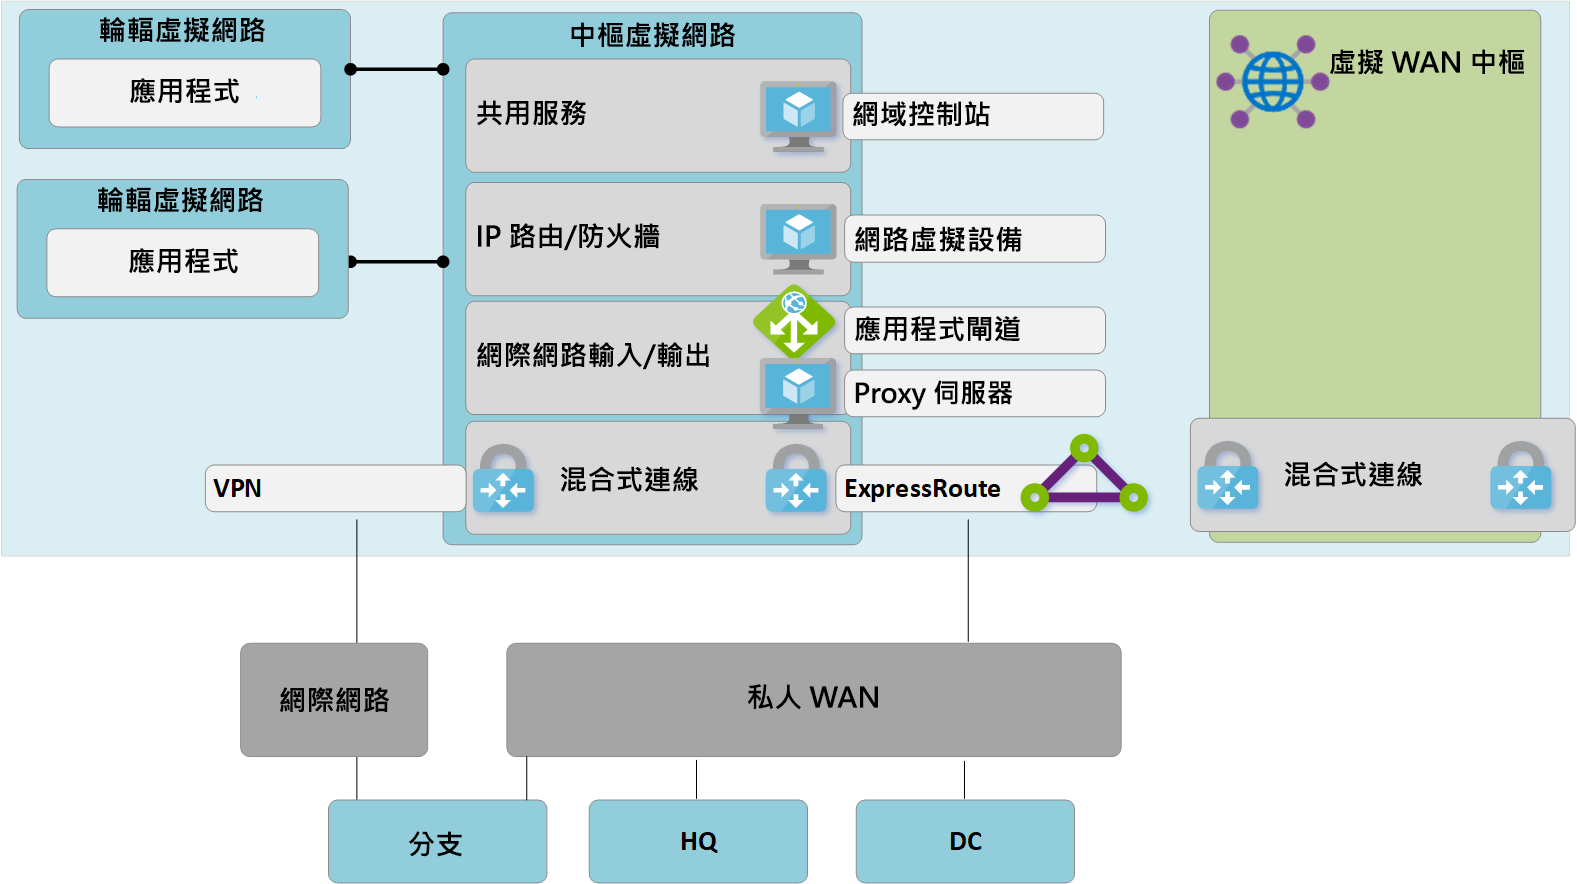 輪輻虛擬網路
應用程式
輪輻虛擬網路
應用程式
中樞虛擬網路
共用服務
網域控制站
IP 路由/防火牆
網路虛擬設備
網際網路輸入/輸出
應用程式閘道
Proxy 伺服器
VPN
混合式連線
ExpressRoute
虛擬 WAN 中樞
混合式連線
網際網路
私人 WAN
分支
HQ
DC